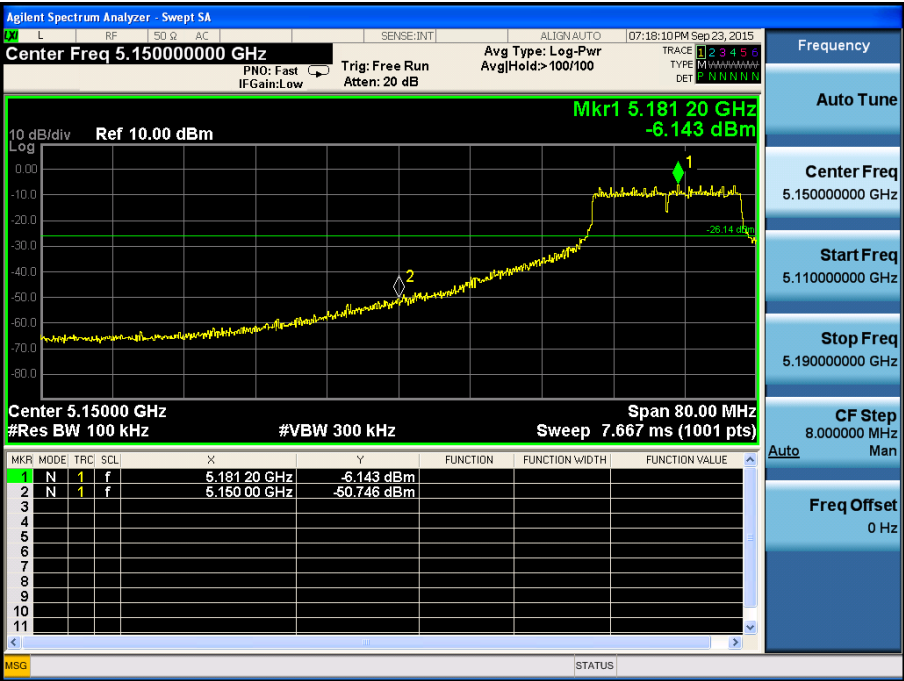 Agilent Spectrum Analyzer - Swept SA
LXI L RF 50 Ω AC SENSE:INT ALIGNAUTO 07:18:10 PM Sep 23, 2015
Center Freq 5.150000000 GHz
PNO: Fast
IFGain:Low
Trig: Free Run
Atten: 20 dB
Avg Type: Log-Pwr
Avg|Hold:>100/100
TRACE 1 2 3 4 5 6
TYPE MWWWWW
DET P N N N N N
Mkr1 5.181 20 GHz
-6.143 dBm
10 dB/div Ref 10.00 dBm
Log
0.00
-10.0
-20.0
-30.0
-40.0
-50.0
-60.0
-70.0
-80.0
1
2
-26.14 dBm
Center 5.15000 GHz Span 80.00 MHz
#Res BW 100 kHz #VBW 300 kHz Sweep 7.667 ms (1001 pts)
MKR MODE TRC SCL X Y FUNCTION FUNCTION WIDTH FUNCTION VALUE
1 N 1 f 5.181 20 GHz -6.143 dBm
2 N 1 f 5.150 00 GHz -50.746 dBm
3
4
5
6
7
8
9
10
11
MSG STATUS
Frequency
Auto Tune
Center Freq
5.150000000 GHz
Start Freq
5.110000000 GHz
Stop Freq
5.190000000 GHz
CF Step
8.000000 MHz
Auto Man
Freq Offset
0 Hz